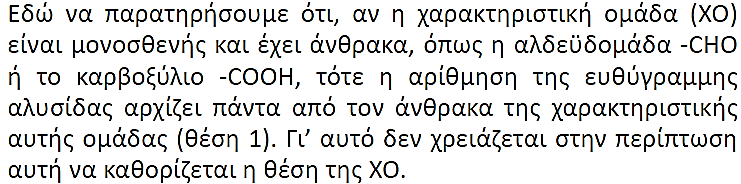 Εδώ να παρατηρήσουμε ότι, αν η χαρακτηριστική ομάδα (ΧΟ)
είναι μονοσθενής και έχει άνθρακα, όπως η αλδεϋδομάδα -CHO
ή το καρβοξύλιο -COOH, τότε η αρίθμηση της ευθύγραμμης
αλυσίδας αρχίζει πάντα από τον άνθρακα της χαρακτηριστικής
αυτής ομάδας (θέση 1). Γι’ αυτό δεν χρειάζεται στην περίπτωση
αυτή να καθορίζεται η θέση της ΧΟ.